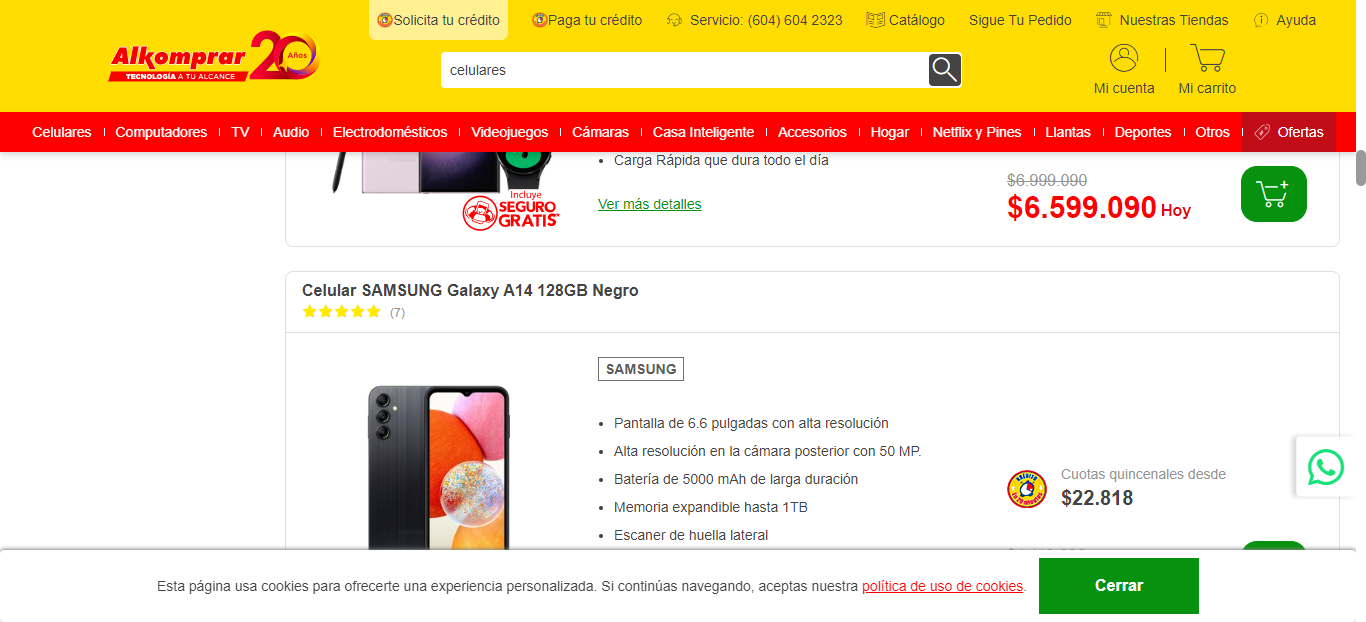 Solicita tu crédito
Paga tu crédito
Servicio: (604) 604 2323
Catálogo
Sigue Tu Pedido
Nuestras Tiendas
Ayuda
Alkomprar 20 Años
TECNOLOGÍA A TU ALCANCE
celulares
Mi cuenta
Mi carrito
Celulares
Computadores
TV
Audio
Electrodomésticos
Videojuegos
Cámaras
Casa Inteligente
Accesorios
Hogar
Netflix y Pines
Llantas
Deportes
Otros
Ofertas
Carga Rápida que dura todo el día
Incluye
SEGURO
GRATIS*
Ver más detalles
$6.999.090
$6.599.090 Hoy
Celular SAMSUNG Galaxy A14 128GB Negro
(7)
SAMSUNG
Pantalla de 6.6 pulgadas con alta resolución
Alta resolución en la cámara posterior con 50 MP.
Batería de 5000 mAh de larga duración
Memoria expandible hasta 1TB
Escaner de huella lateral
Cuotas quincenales desde
$22.818
Esta página usa cookies para ofrecerte una experiencia personalizada. Si continúas navegando, aceptas nuestra política de uso de cookies.
Cerrar